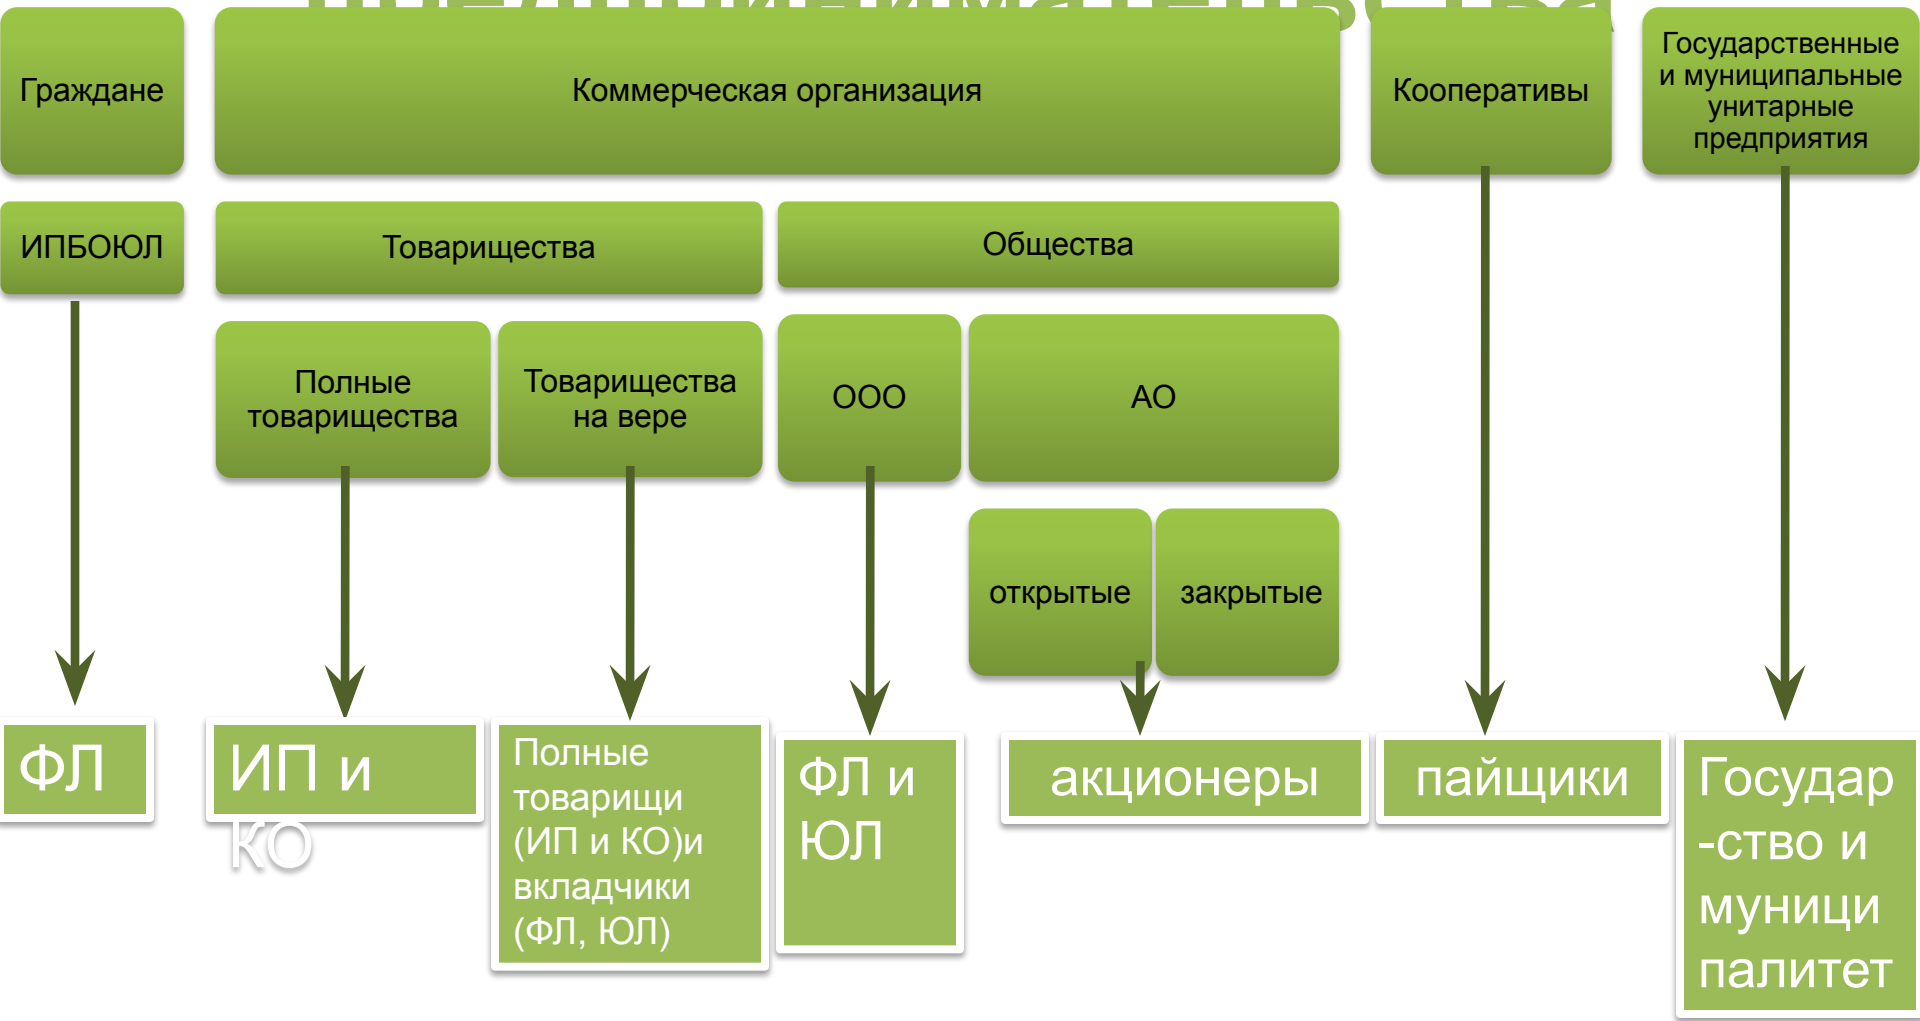 предпринимательства
Граждане
Коммерческая организация
Кооперативы
Государственные
и муниципальные
унитарные
предприятия
ИПБОЮЛ
Товарищества
Общества
Полные
товарищества
Товарищества
на вере
ООО
АО
открытые
закрытые
ФЛ
ИП и
КО
Полные
товарищи
(ИП и КО)и
вкладчики
(ФЛ, ЮЛ)
ФЛ и
ЮЛ
акционеры
пайщики
Государ
-ство и
муници
палитет